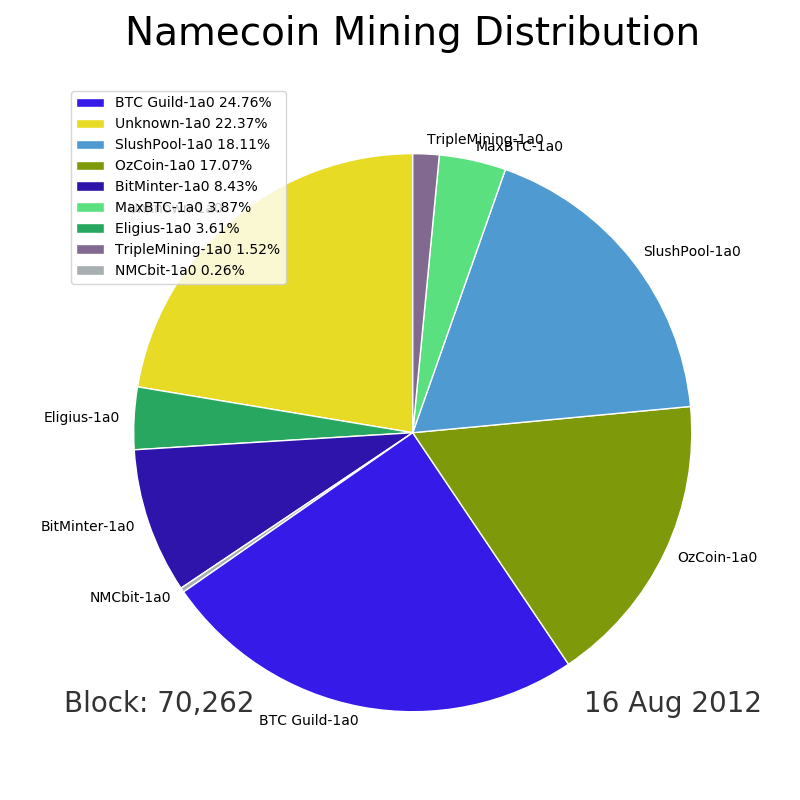 Namecoin Mining Distribution
BTC Guild-1a0 24.76%
Unknown-1a0 22.37%
SlushPool-1a0 18.11%
OzCoin-1a0 17.07%
BitMinter-1a0 8.43%
MaxBTC-1a0 3.87%
Eligius-1a0 3.61%
TripleMining-1a0 1.52%
NMCbit-1a0 0.26%
TripleMining-1a0
MaxBTC-1a0
SlushPool-1a0
Eligius-1a0
BitMinter-1a0
OzCoin-1a0
NMCbit-1a0
Block: 70,262
16 Aug 2012
BTC Guild-1a0